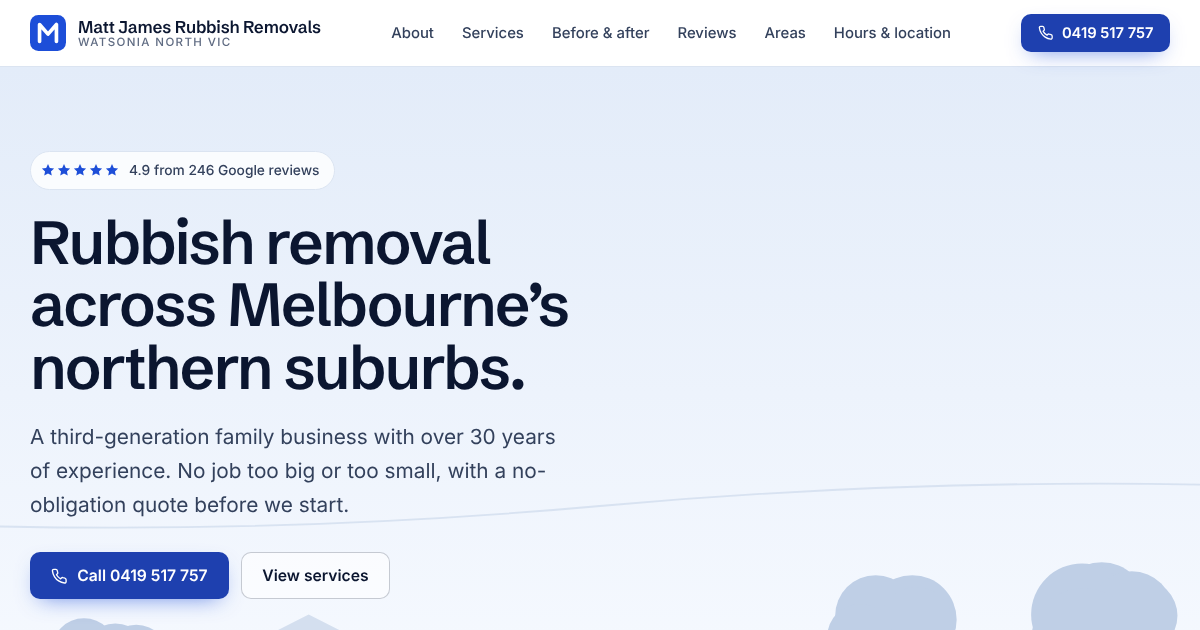 M
Matt James Rubbish Removals
WATSONIA NORTH VIC
About
Services
Before & after
Reviews
Areas
Hours & location
0419 517 757
4.9 from 246 Google reviews
Rubbish removal
across Melbourne’s
northern suburbs.
A third-generation family business with over 30 years
of experience. No job too big or too small, with a no-
obligation quote before we start.
Call 0419 517 757
View services